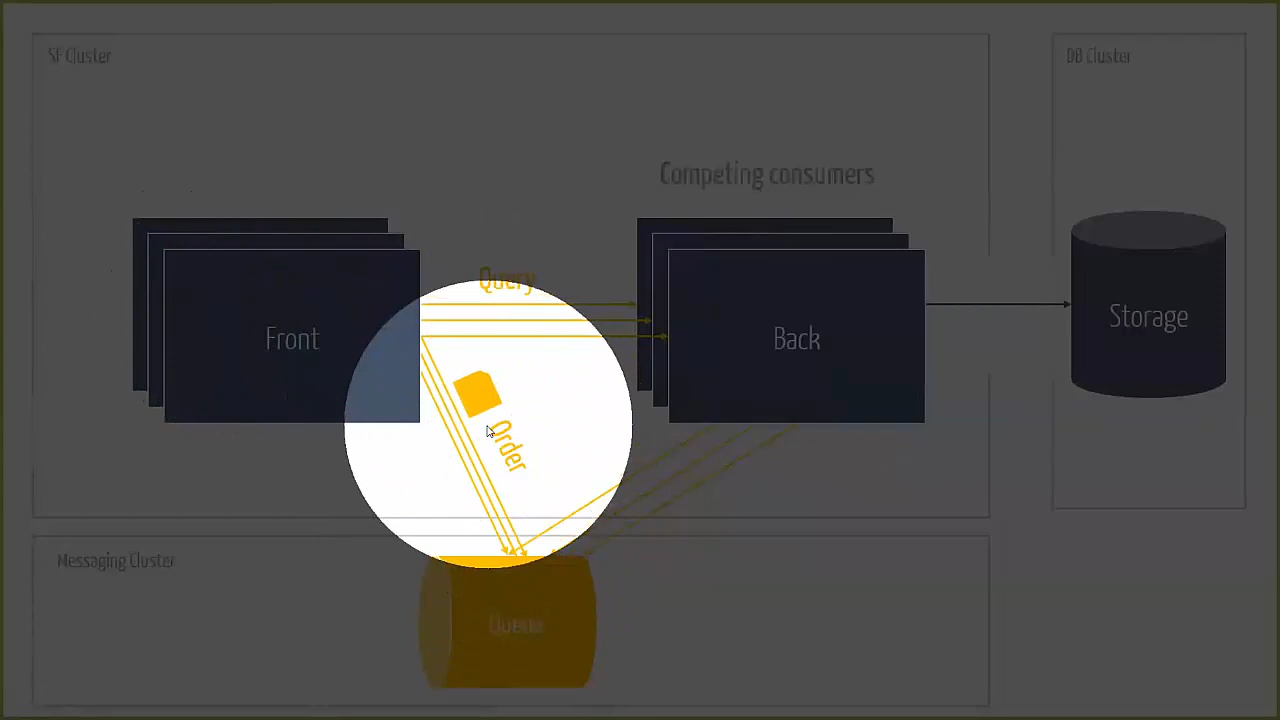 SF Cluster
DB Cluster
Competing consumers
Query
Front
Back
Storage
Order
Messaging Cluster
Queue